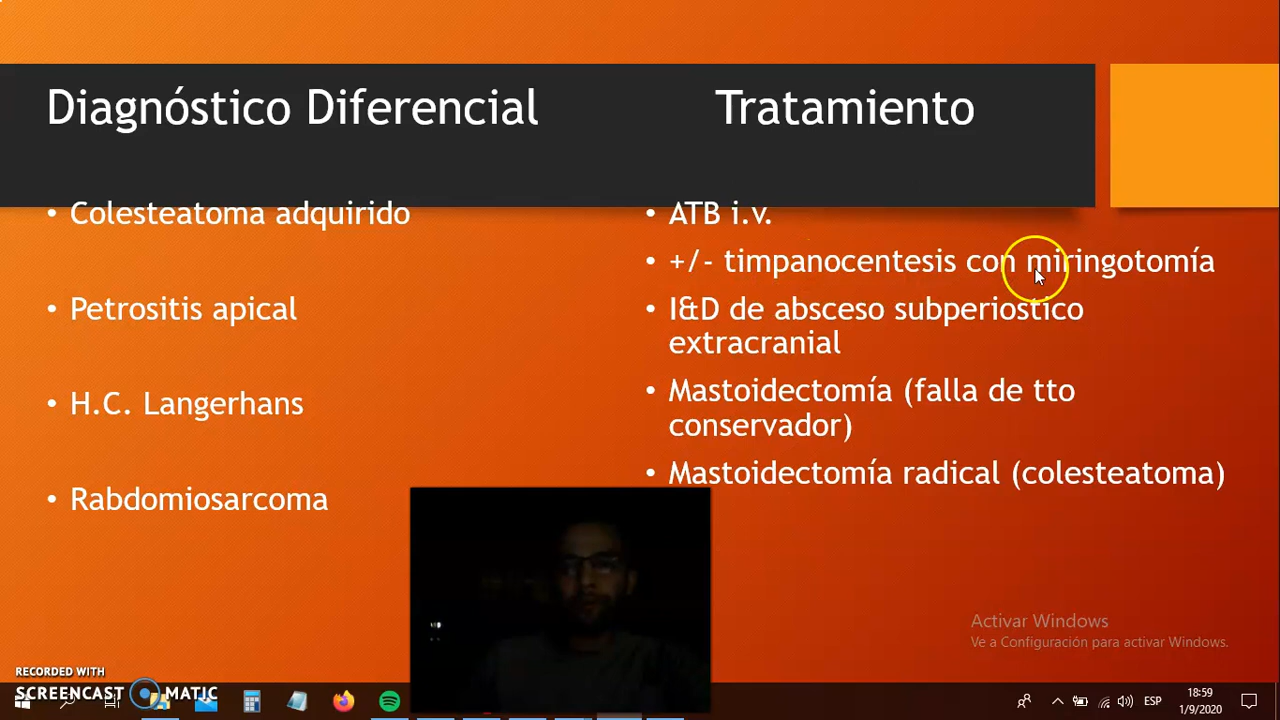 Diagnóstico Diferencial
Tratamiento
• Colesteatoma adquirido
• Petrositis apical
• H.C. Langerhans
• Rabdomiosarcoma
• ATB i.v.
• +/- timpanocentesis con miringotomía
• I&D de absceso subperiostico
extracranial
• Mastoidectomía (falla de tto
conservador)
• Mastoidectomía radical (colesteatoma)
Activar Windows
Ve a Configuración para activar Windows.
RECORDED WITH
SCREENCAST MATIC
ESP
18:59
1/9/2020